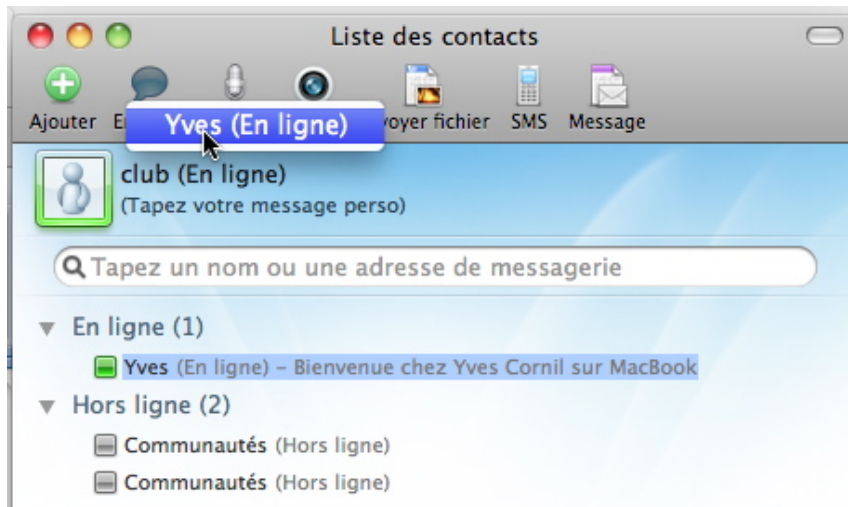 Liste des contacts
Ajouter Yves (En ligne) fichier SMS Message
club (En ligne)
(Tapez votre message perso)
Tapez un nom ou une adresse de messagerie
En ligne (1)
Yves (En ligne) – Bienvenue chez Yves Cornil sur MacBook
Hors ligne (2)
Communautés (Hors ligne)
Communautés (Hors ligne)